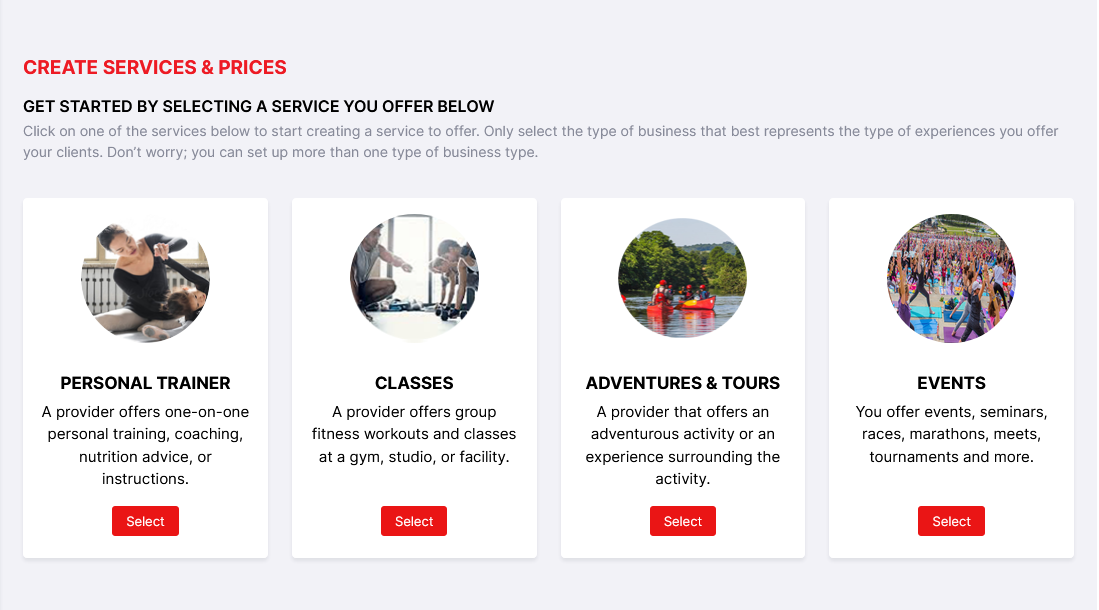 CREATE SERVICES & PRICES
GET STARTED BY SELECTING A SERVICE YOU OFFER BELOW
Click on one of the services below to start creating a service to offer. Only select the type of business that best represents the type of experiences you offer
your clients. Don’t worry; you can set up more than one type of business type.
PERSONAL TRAINER
A provider offers one-on-one
personal training, coaching,
nutrition advice, or
instructions.
Select
CLASSES
A provider offers group
fitness workouts and classes
at a gym, studio, or facility.
Select
ADVENTURES & TOURS
A provider that offers an
adventurous activity or an
experience surrounding the
activity.
Select
EVENTS
You offer events, seminars,
races, marathons, meets,
tournaments and more.
Select